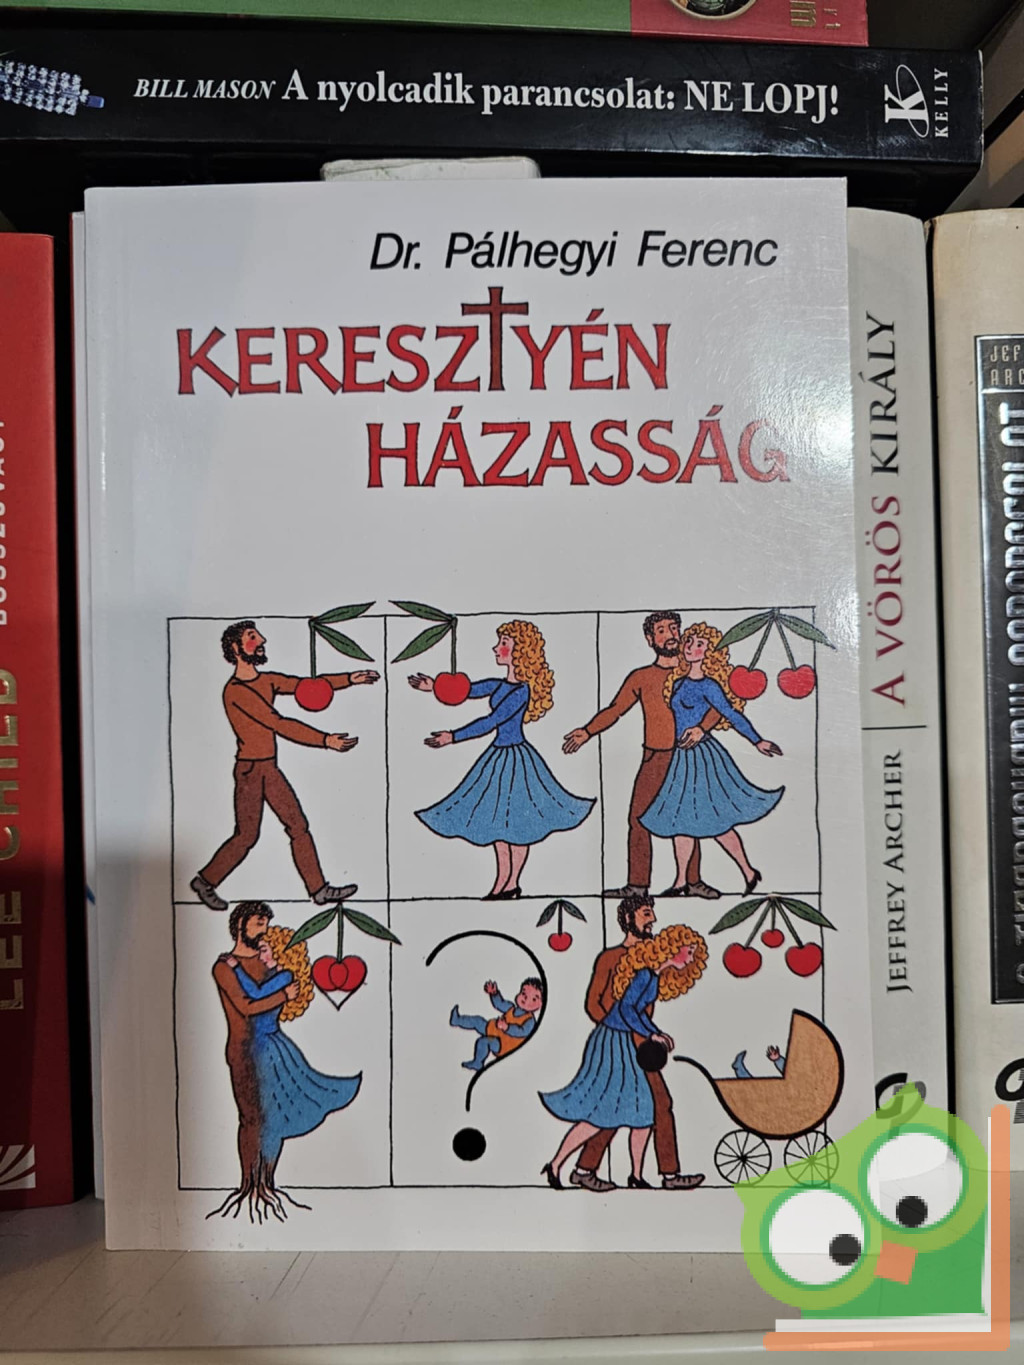 BILL MASON A nyolcadik parancsolat: NE LOPJ!
K
KELLY
Dr. Pálhegyi Ferenc
KERESZTYÉN
HÁZASSÁG
JEFFREY ARCHER A VÖRÖS KIRÁLY
LEE CHILD